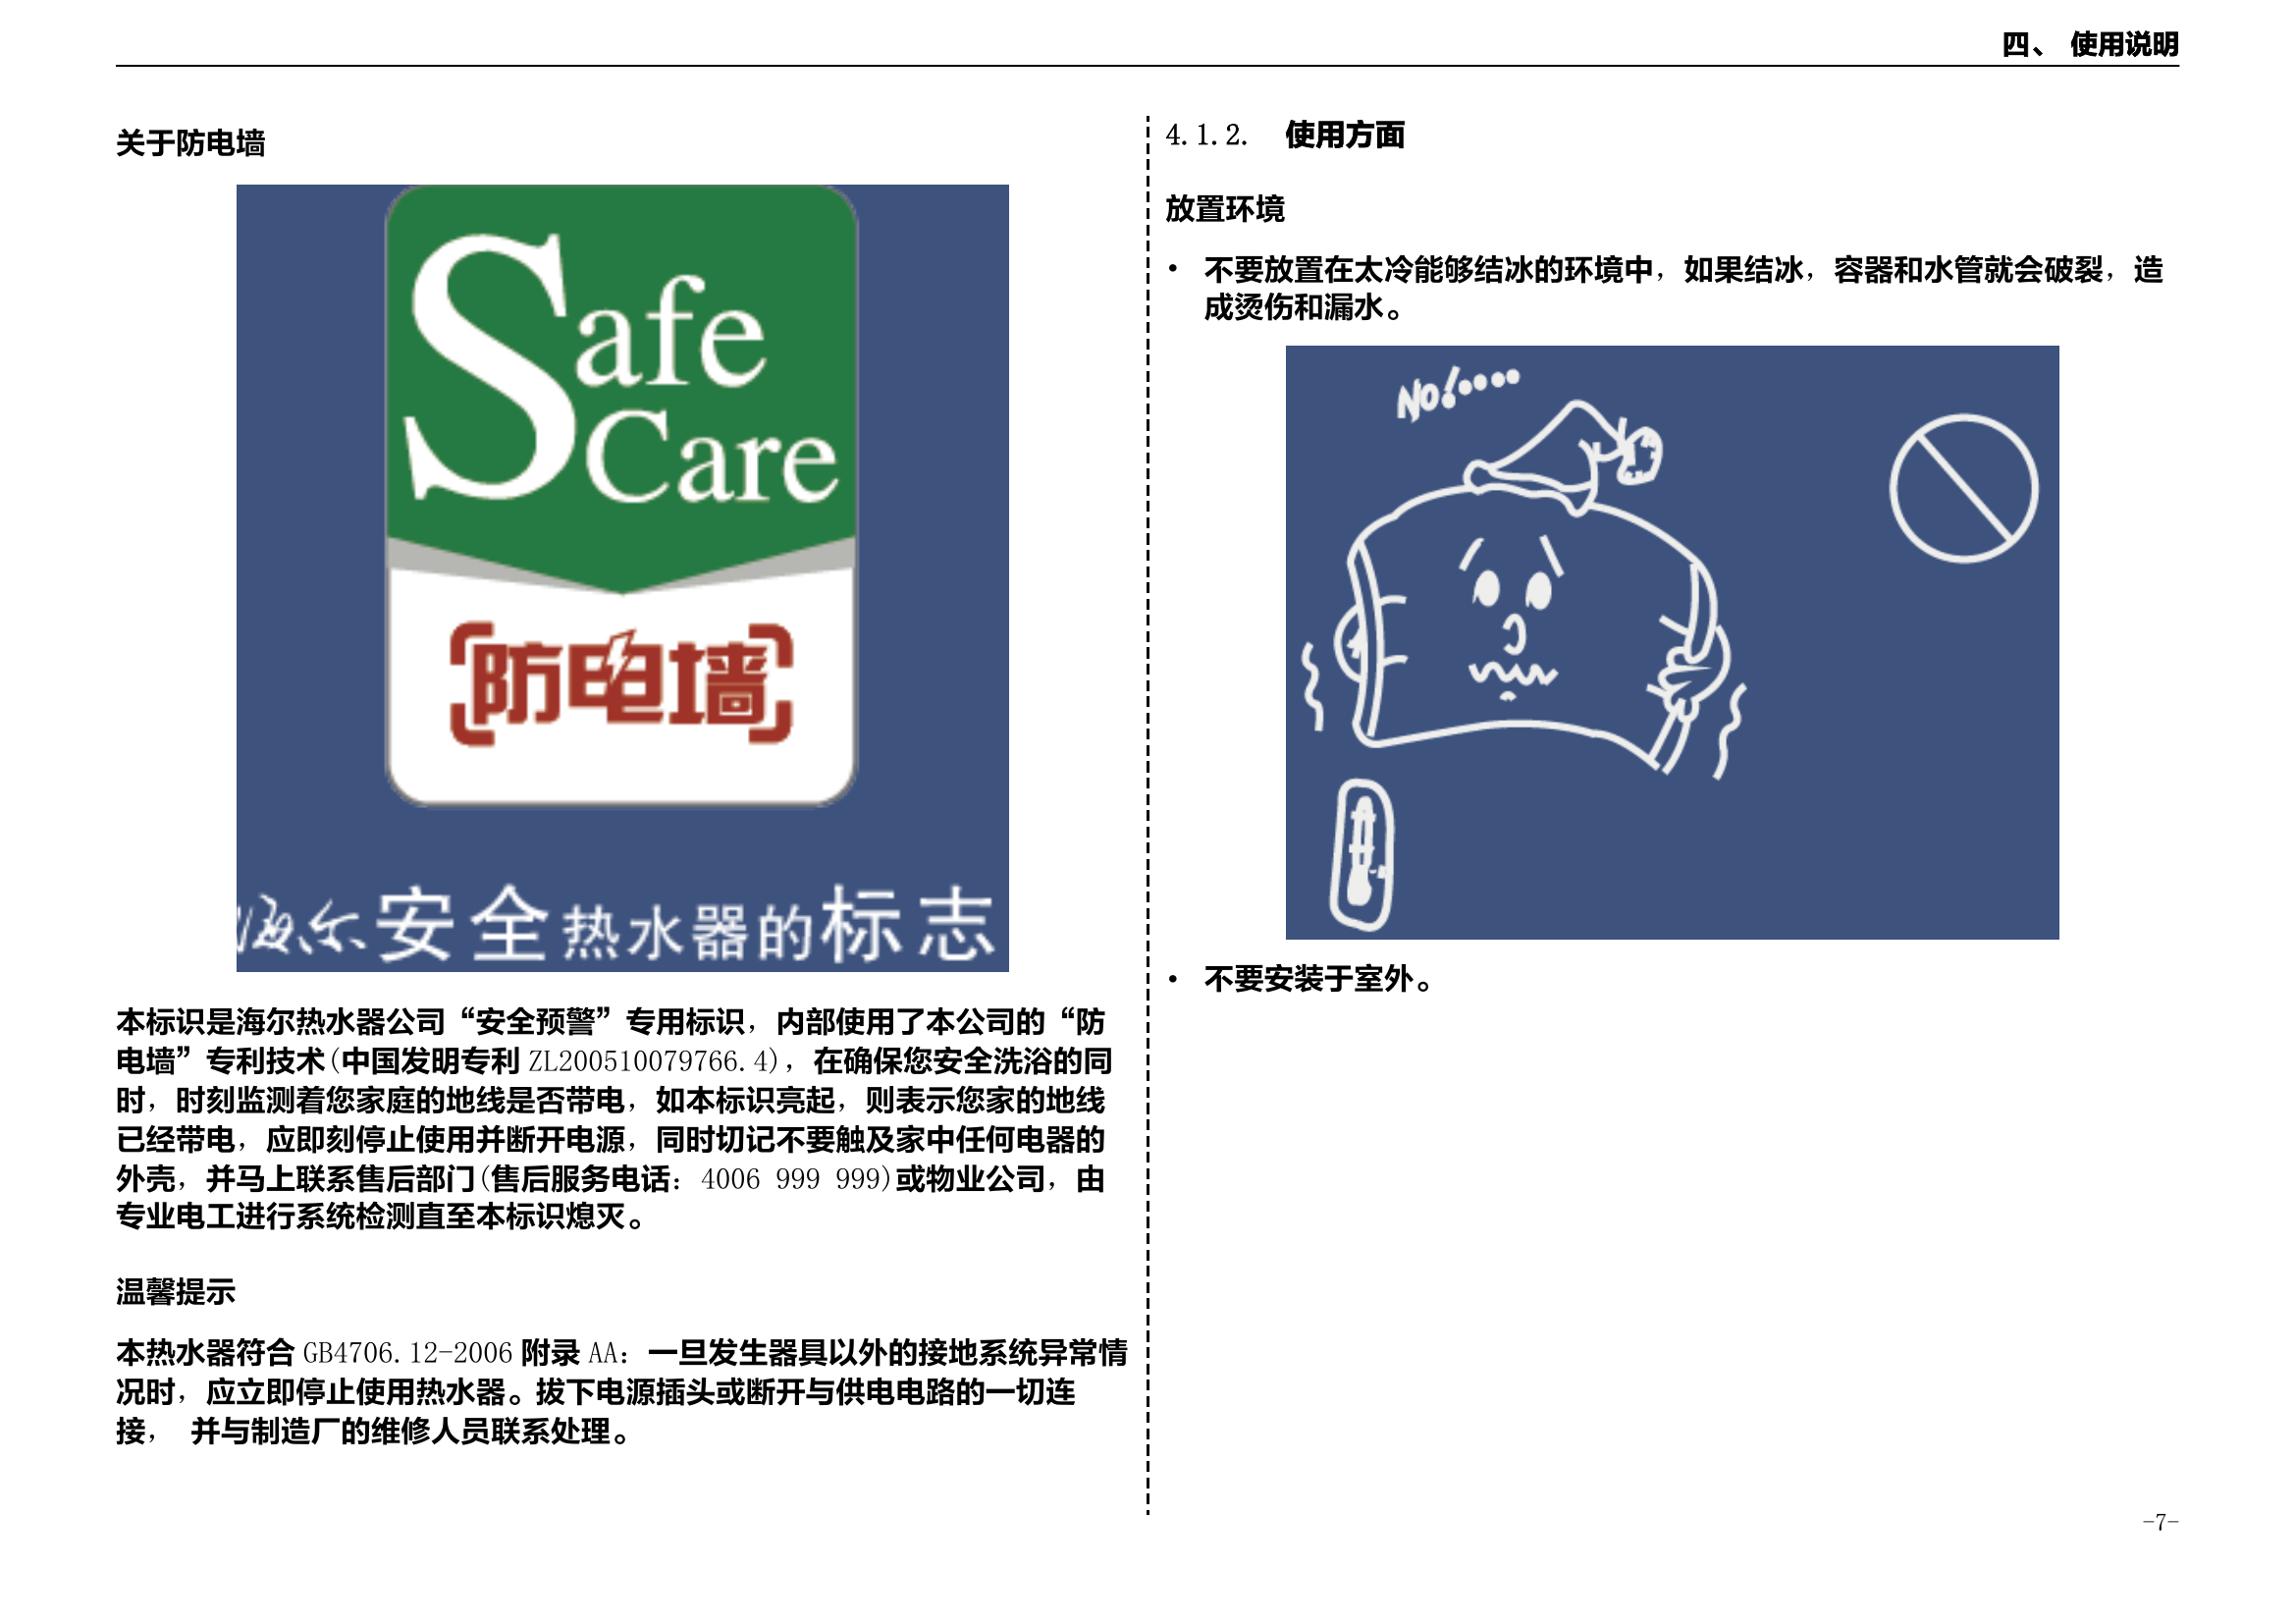 四、 使用说明
关于防电墙
Safe
Care
防电墙
海尔安全热水器的标志
本标识是海尔热水器公司“安全预警”专用标识，内部使用了本公司的“防
电墙”专利技术(中国发明专利 ZL200510079766.4)，在确保您安全洗浴的同
时，时刻监测着您家庭的地线是否带电，如本标识亮起，则表示您家的地线
已经带电，应即刻停止使用并断开电源，同时切记不要触及家中任何电器的
外壳，并马上联系售后部门(售后服务电话：4006 999 999)或物业公司，由
专业电工进行系统检测直至本标识熄灭。
温馨提示
本热水器符合 GB4706.12-2006 附录 AA：一旦发生器具以外的接地系统异常情
况时，应立即停止使用热水器。拔下电源插头或断开与供电电路的一切连
接， 并与制造厂的维修人员联系处理。
4.1.2. 使用方面
放置环境
• 不要放置在太冷能够结冰的环境中，如果结冰，容器和水管就会破裂，造
成烫伤和漏水。
NO!....
• 不要安装于室外。
-7-